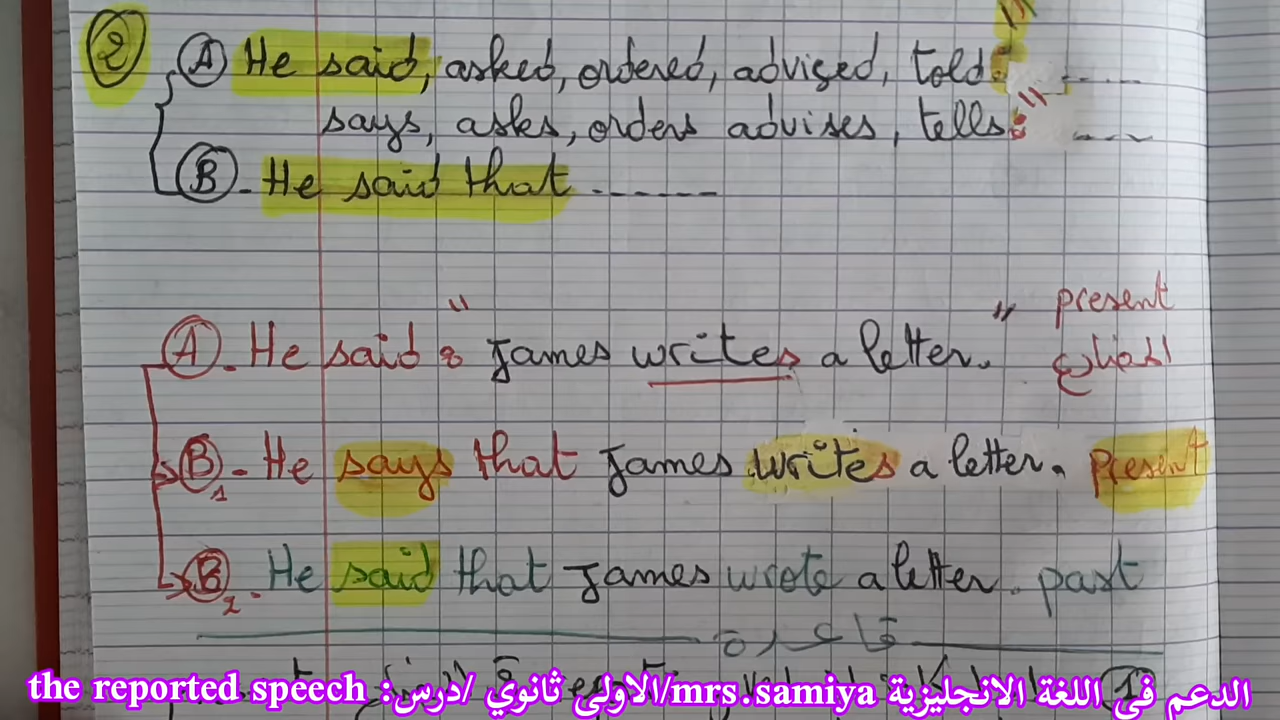 ② Ⓐ He said, asked, ordered, advised, told: " ----
says, asks, orders advises, tells: " ----
Ⓑ - He said that -------
present
Ⓐ - He said : " James writes a letter. " المضارع
Ⓑ1 - He says that James writes a letter. present
Ⓑ2 - He said that James wrote a letter. past
قاعدة
الدعم في اللغة الانجليزية mrs.samiya/الاولى ثانوي /درس: the reported speech